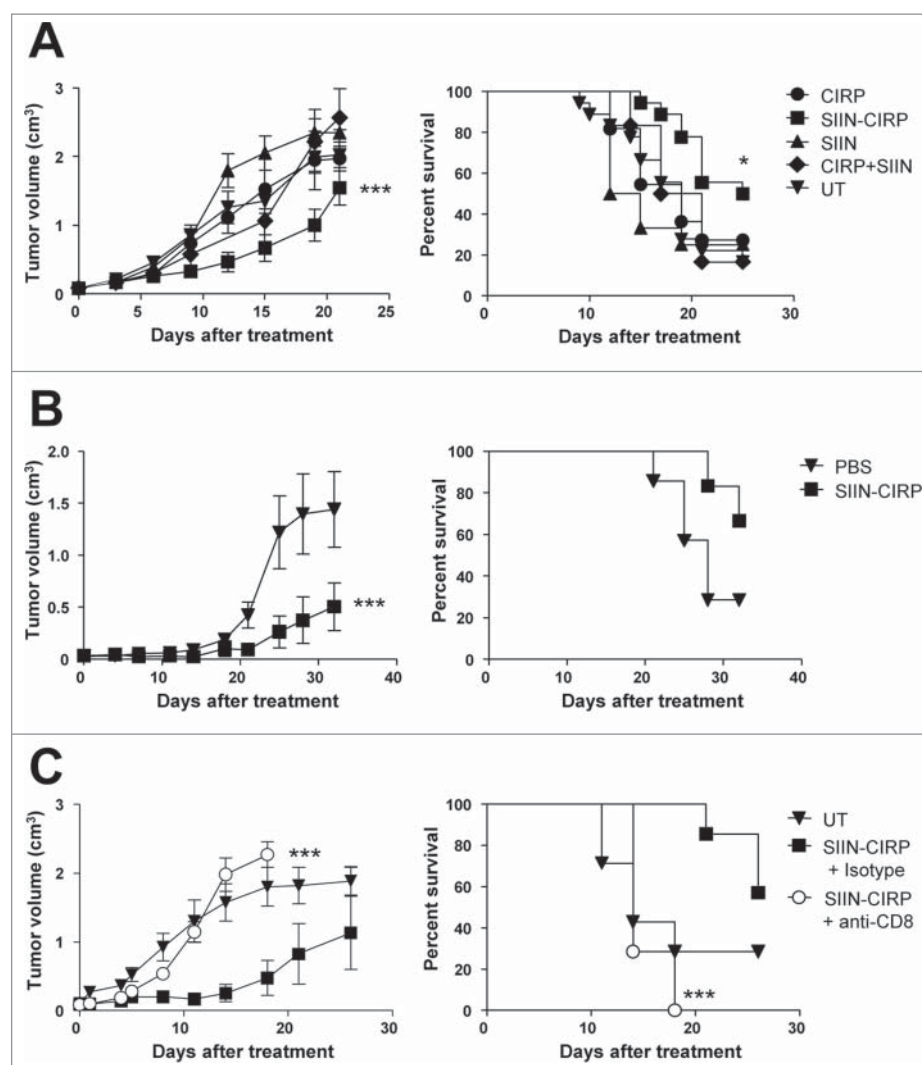 A
Tumor volume (cm³)
3
2
1
0
0 5 10 15 20 25
Days after treatment
***
Percent survival
100
80
60
40
20
0
0 10 20 30
Days after treatment
*
CIRP
SIIN-CIRP
SIIN
CIRP+SIIN
UT
B
Tumor volume (cm³)
2.0
1.5
1.0
0.5
0
0 10 20 30 40
Days after treatment
***
Percent survival
100
80
60
40
20
0
0 10 20 30 40
Days after treatment
PBS
SIIN-CIRP
C
Tumor volume (cm³)
3
2
1
0
0 10 20 30
Days after treatment
***
Percent survival
100
80
60
40
20
0
0 10 20 30
Days after treatment
***
UT
SIIN-CIRP
+ Isotype
SIIN-CIRP
+ anti-CD8